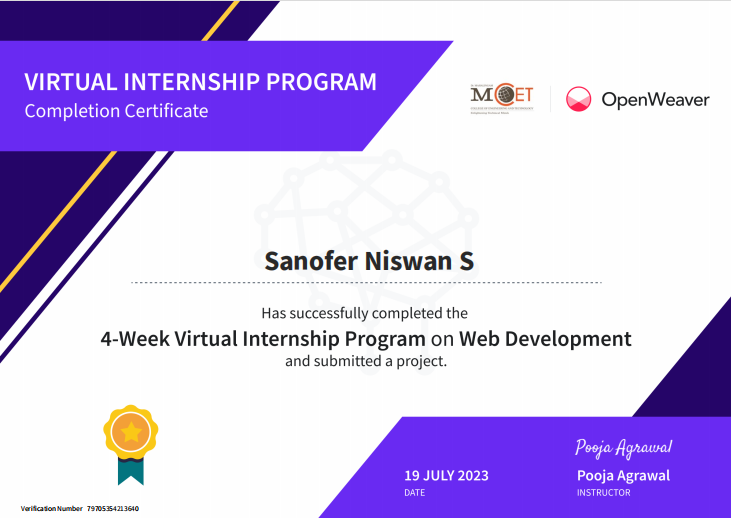 VIRTUAL INTERNSHIP PROGRAM
Completion Certificate
MCET
OpenWeaver
Sanofer Niswan S
Has successfully completed the
4-Week Virtual Internship Program on Web Development
and submitted a project.
Pooja Agrawal
19 JULY 2023
Pooja Agrawal
DATE
INSTRUCTOR
Verification Number 79705354213640